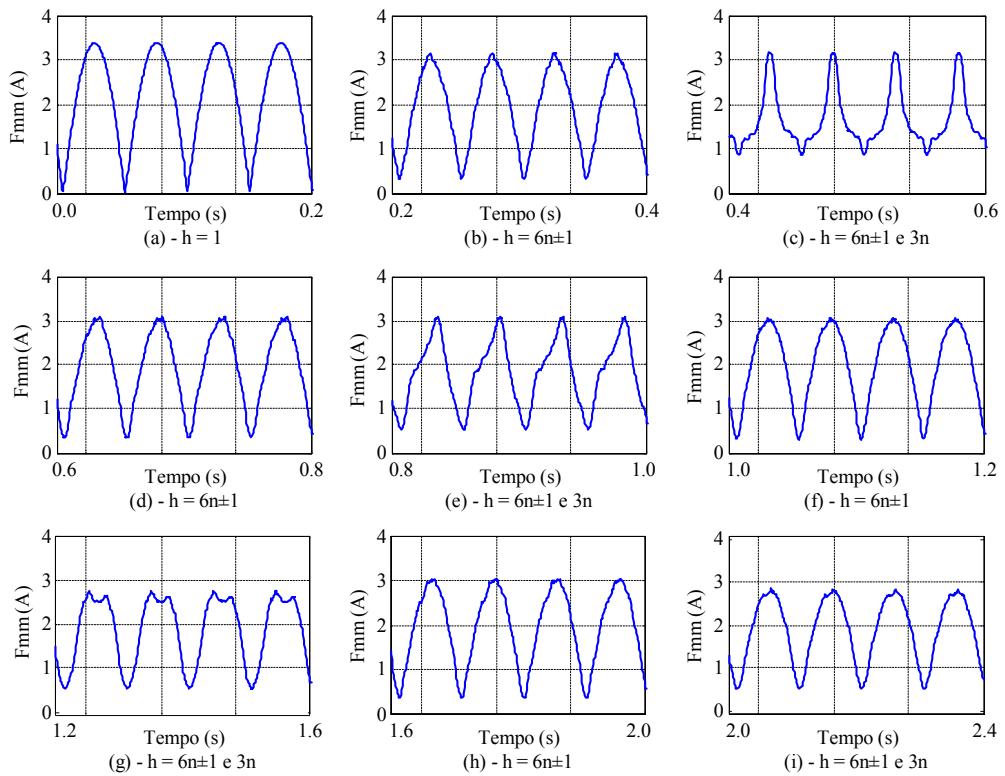 4
3
2
1
0
Fmm (A)
0.0 0.2
Tempo (s)
(a) - h = 1
4
3
2
1
0
Fmm (A)
0.2 0.4
Tempo (s)
(b) - h = 6n±1
4
3
2
1
0
Fmm (A)
0.4 0.6
Tempo (s)
(c) - h = 6n±1 e 3n
4
3
2
1
0
Fmm (A)
0.6 0.8
Tempo (s)
(d) - h = 6n±1
4
3
2
1
0
Fmm (A)
0.8 1.0
Tempo (s)
(e) - h = 6n±1 e 3n
4
3
2
1
0
Fmm (A)
1.0 1.2
Tempo (s)
(f) - h = 6n±1
4
3
2
1
0
Fmm (A)
1.2 1.6
Tempo (s)
(g) - h = 6n±1 e 3n
4
3
2
1
0
Fmm (A)
1.6 2.0
Tempo (s)
(h) - h = 6n±1
4
3
2
1
0
Fmm (A)
2.0 2.4
Tempo (s)
(i) - h = 6n±1 e 3n